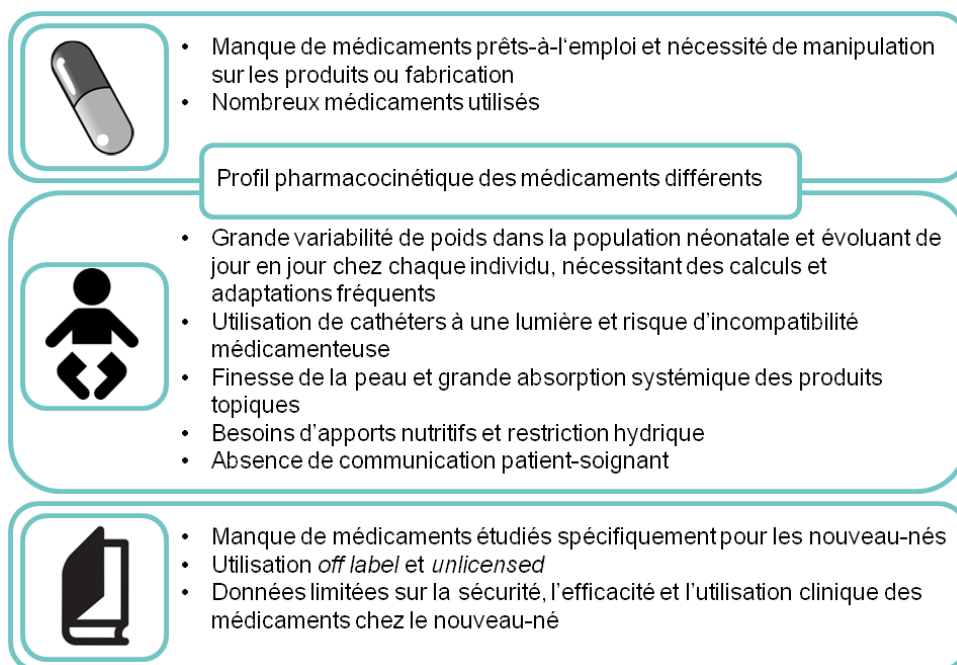 • Manque de médicaments prêts-à-l'emploi et nécessité de manipulation
sur les produits ou fabrication
• Nombreux médicaments utilisés
Profil pharmacocinétique des médicaments différents
• Grande variabilité de poids dans la population néonatale et évoluant de
jour en jour chez chaque individu, nécessitant des calculs et
adaptations fréquents
• Utilisation de cathéters à une lumière et risque d'incompatibilité
médicamenteuse
• Finesse de la peau et grande absorption systémique des produits
topiques
• Besoins d'apports nutritifs et restriction hydrique
• Absence de communication patient-soignant
• Manque de médicaments étudiés spécifiquement pour les nouveau-nés
• Utilisation off label et unlicensed
• Données limitées sur la sécurité, l'efficacité et l'utilisation clinique des
médicaments chez le nouveau-né